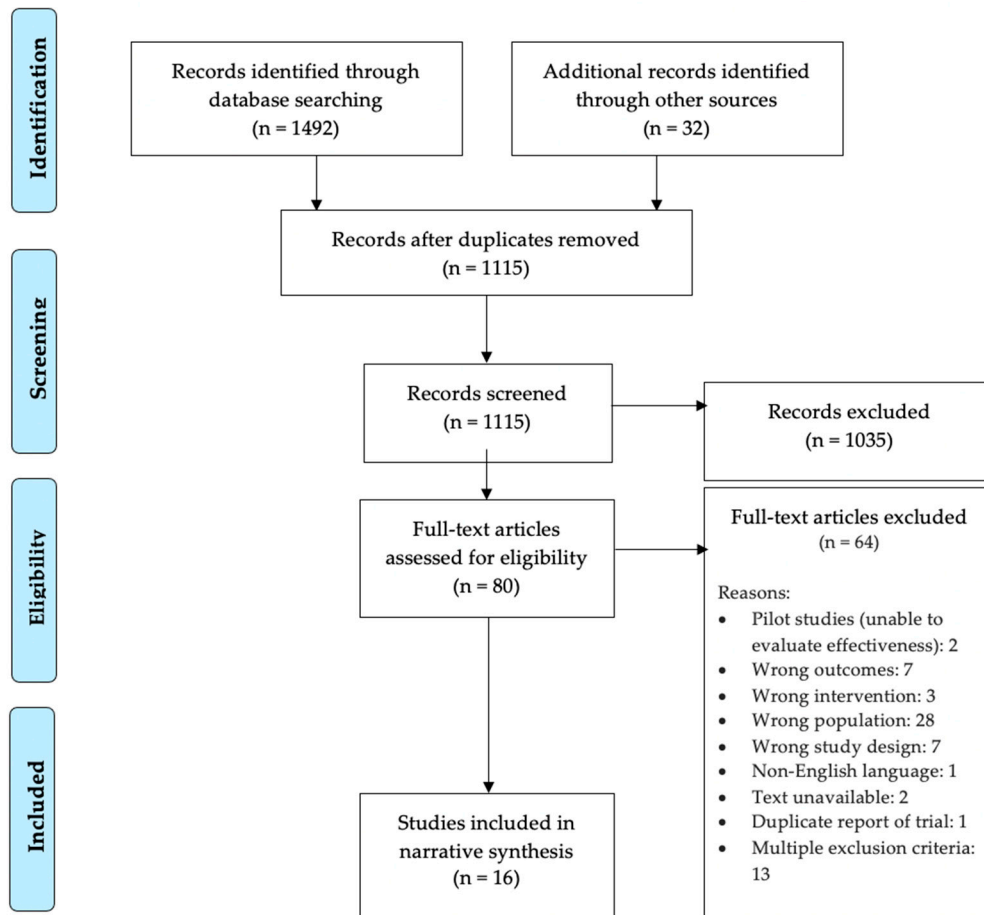 Identification
Records identified through
database searching
(n = 1492)
Additional records identified
through other sources
(n = 32)
Records after duplicates removed
(n = 1115)
Screening
Records screened
(n = 1115)
Records excluded
(n = 1035)
Eligibility
Full-text articles
assessed for eligibility
(n = 80)
Full-text articles excluded
(n = 64)
Reasons:
• Pilot studies (unable to
evaluate effectiveness): 2
• Wrong outcomes: 7
• Wrong intervention: 3
• Wrong population: 28
• Wrong study design: 7
• Non-English language: 1
• Text unavailable: 2
• Duplicate report of trial: 1
• Multiple exclusion criteria:
13
Included
Studies included in
narrative synthesis
(n = 16)